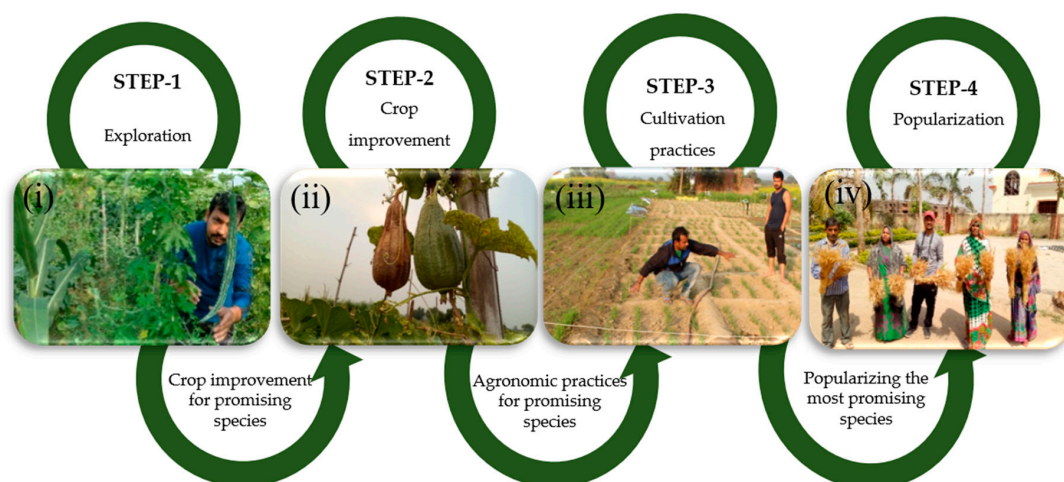 STEP-1
Exploration
STEP-2
Crop
improvement
STEP-3
Cultivation
practices
STEP-4
Popularization
(i)
(ii)
(iii)
(iv)
Crop improvement
for promising
species
Agronomic practices
for promising
species
Popularizing the
most promising
species